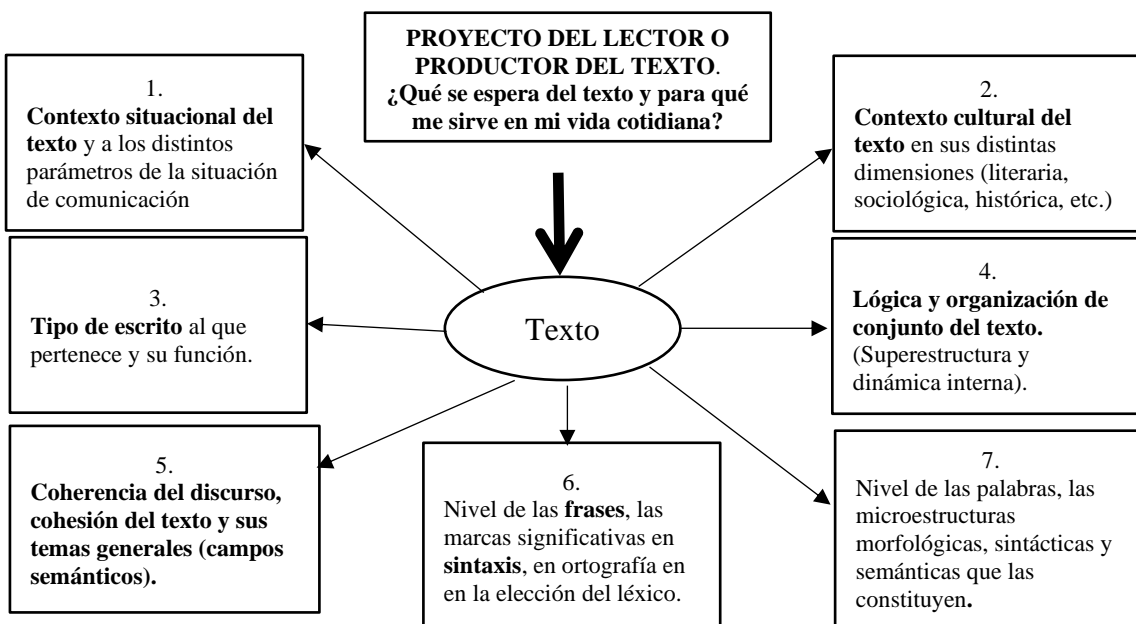 PROYECTO DEL LECTOR O
PRODUCTOR DEL TEXTO.
¿Qué se espera del texto y para qué
me sirve en mi vida cotidiana?
1.
Contexto situacional del
texto y a los distintos
parámetros de la situación
de comunicación
2.
Contexto cultural del
texto en sus distintas
dimensiones (literaria,
sociológica, histórica, etc.)
3.
Tipo de escrito al que
pertenece y su función.
Texto
4.
Lógica y organización de
conjunto del texto.
(Superestructura y
dinámica interna).
5.
Coherencia del discurso,
cohesión del texto y sus
temas generales (campos
semánticos).
6.
Nivel de las frases, las
marcas significativas en
sintaxis, en ortografía en
en la elección del léxico.
7.
Nivel de las palabras, las
microestructuras
morfológicas, sintácticas y
semánticas que las
constituyen.